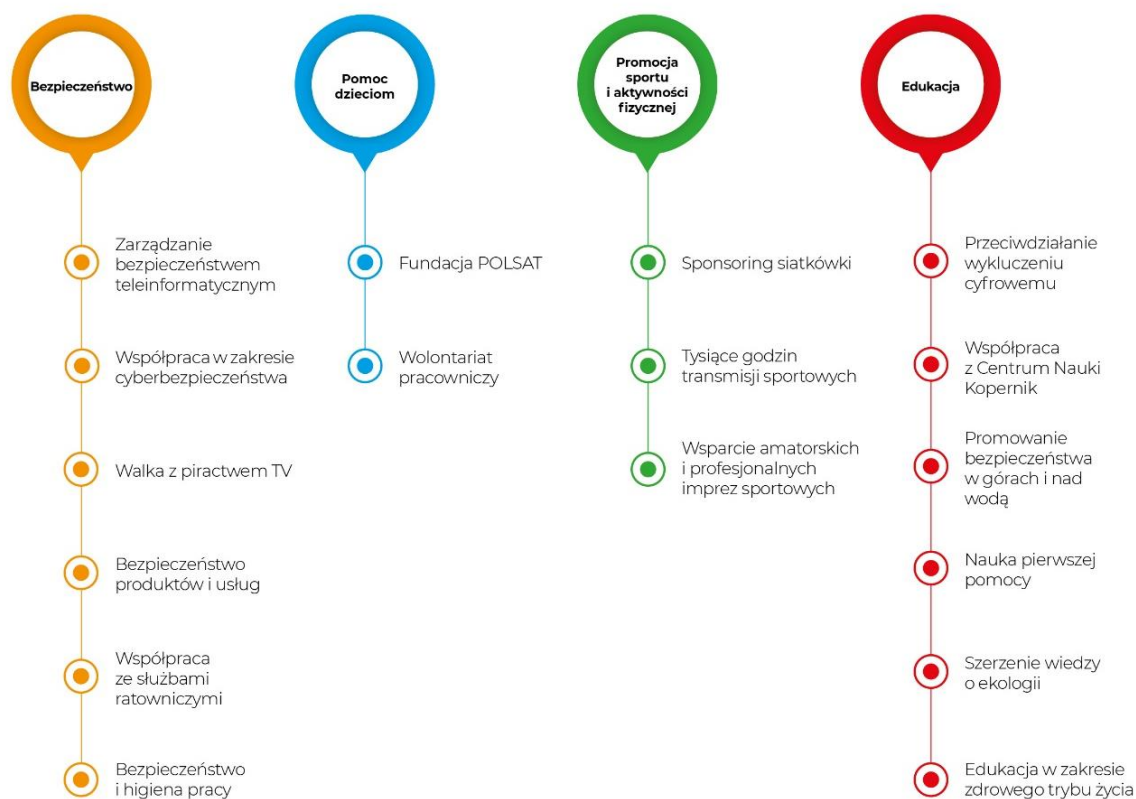 Bezpieczeństwo
Zarządzanie
bezpieczeństwem
teleinformatycznym
Współpraca w zakresie
cyberbezpieczeństwa
Walka z piractwem TV
Bezpieczeństwo
produktów i usług
Współpraca
ze służbami
ratowniczymi
Bezpieczeństwo
i higiena pracy
Pomoc
dzieciom
Fundacja POLSAT
Wolontariat
pracowniczy
Promocja
sportu
i aktywności
fizycznej
Sponsoring siatkówki
Tysiące godzin
transmisji sportowych
Wsparcie amatorskich
i profesjonalnych
imprez sportowych
Edukacja
Przeciwdziałanie
wykluczeniu
cyfrowemu
Współpraca
z Centrum Nauki
Kopernik
Promowanie
bezpieczeństwa
w górach i nad
wodą
Nauka pierwszej
pomocy
Szerzenie wiedzy
o ekologii
Edukacja w zakresie
zdrowego trybu życia